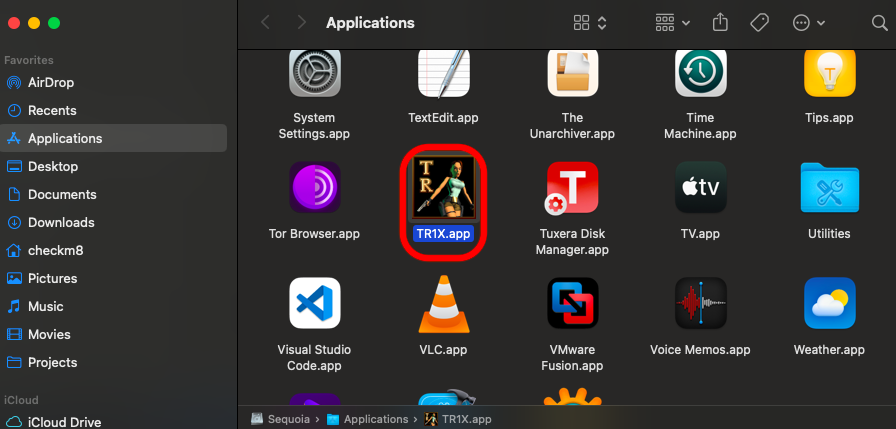 Applications
Favorites
AirDrop
Recents
Applications
Desktop
Documents
Downloads
checkm8
Pictures
Music
Movies
Projects
iCloud
iCloud Drive
System
Settings.app
TextEdit.app
The
Unarchiver.app
Time
Machine.app
Tips.app
Tor Browser.app
T
R
TR1X.app
T
Tuxera Disk
Manager.app
tv
TV.app
Utilities
Visual Studio
Code.app
VLC.app
VMware
Fusion.app
Voice Memos.app
Weather.app
Sequoia › Applications › TR1X.app